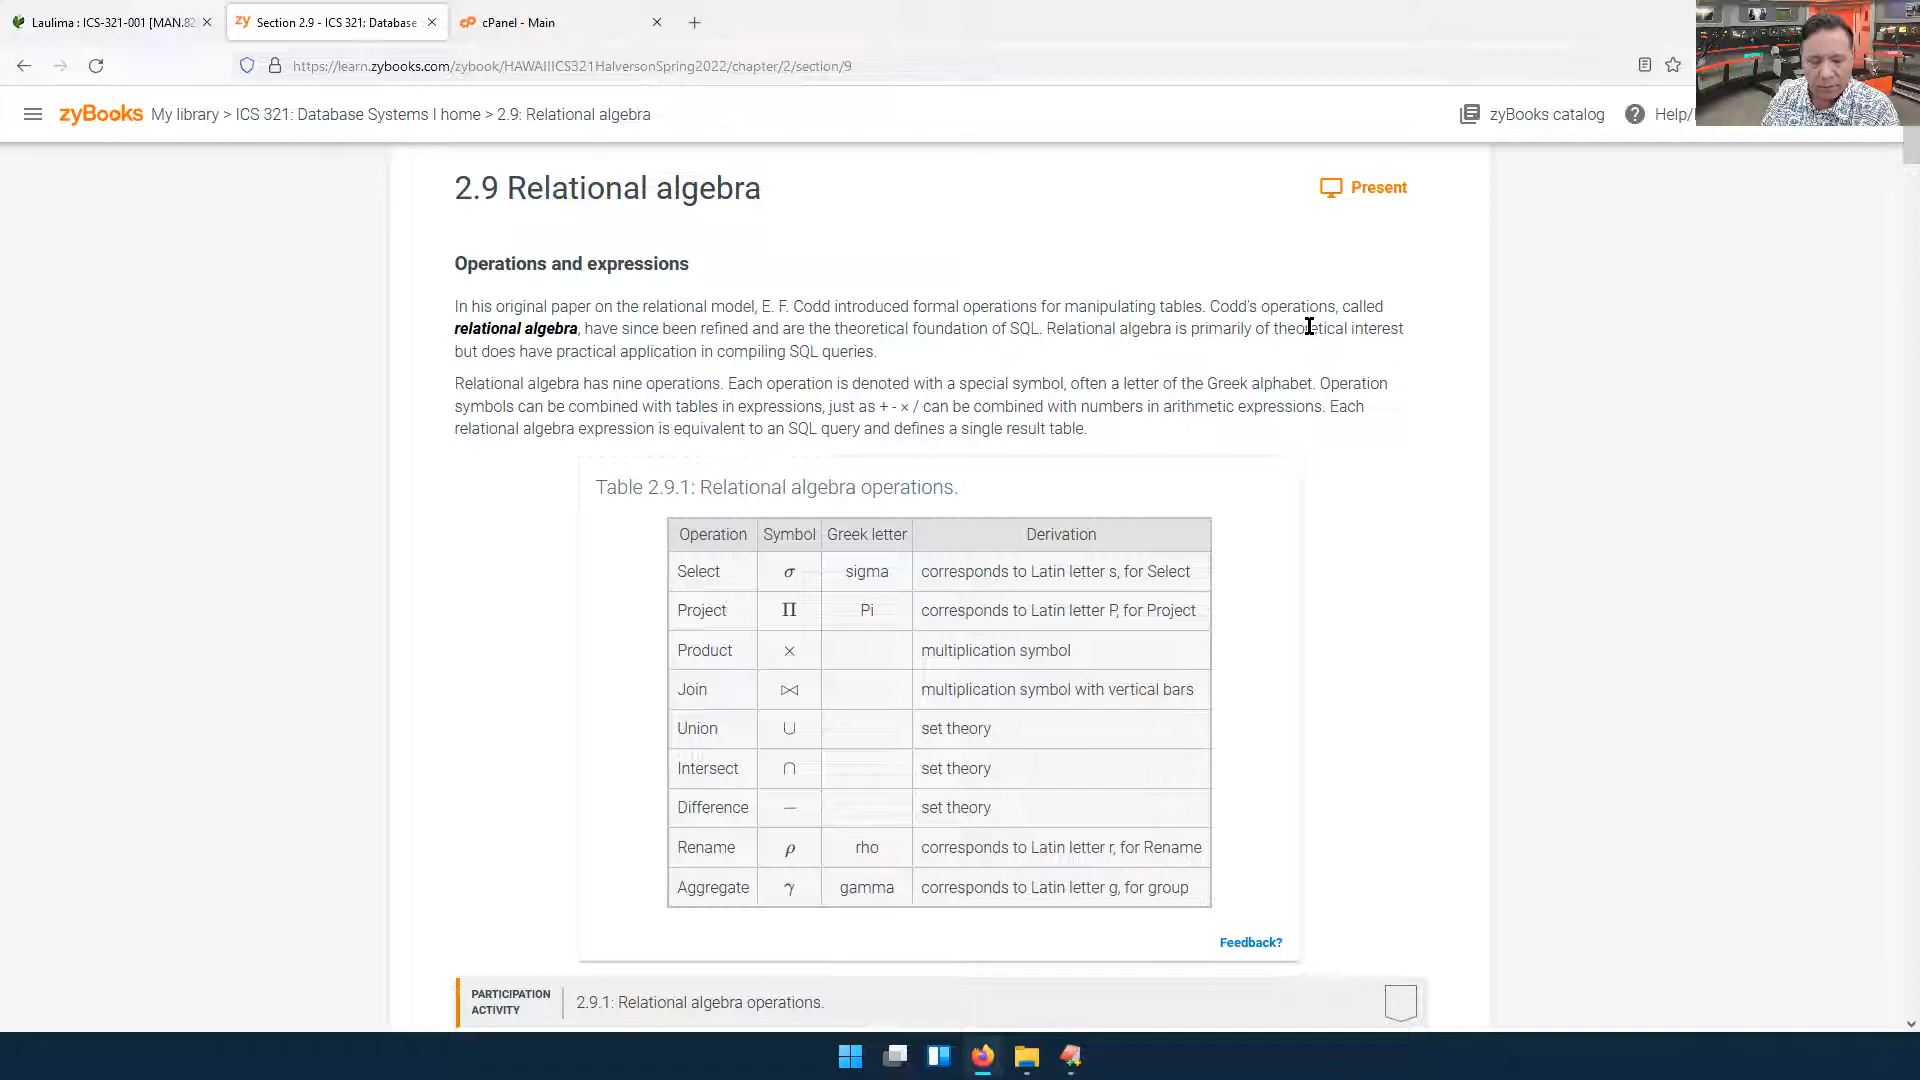 Laulima : ICS-321-001 [MAN.82
Section 2.9 - ICS 321: Database
cPanel - Main
https://learn.zybooks.com/zybook/HAWAIIICS321HalversonSpring2022/chapter/2/section/9
zyBooks My library > ICS 321: Database Systems I home > 2.9: Relational algebra
zyBooks catalog
Help/
2.9 Relational algebra
Present
Operations and expressions
In his original paper on the relational model, E. F. Codd introduced formal operations for manipulating tables. Codd's operations, called
relational algebra, have since been refined and are the theoretical foundation of SQL. Relational algebra is primarily of theoretical interest
but does have practical application in compiling SQL queries.
Relational algebra has nine operations. Each operation is denoted with a special symbol, often a letter of the Greek alphabet. Operation
symbols can be combined with tables in expressions, just as + - × / can be combined with numbers in arithmetic expressions. Each
relational algebra expression is equivalent to an SQL query and defines a single result table.
Table 2.9.1: Relational algebra operations.
Operation Symbol Greek letter Derivation
Select σ sigma corresponds to Latin letter s, for Select
Project Π Pi corresponds to Latin letter P, for Project
Product × multiplication symbol
Join ⋈ multiplication symbol with vertical bars
Union ∪ set theory
Intersect ∩ set theory
Difference − set theory
Rename ρ rho corresponds to Latin letter r, for Rename
Aggregate γ gamma corresponds to Latin letter g, for group
Feedback?
PARTICIPATION
ACTIVITY
2.9.1: Relational algebra operations.